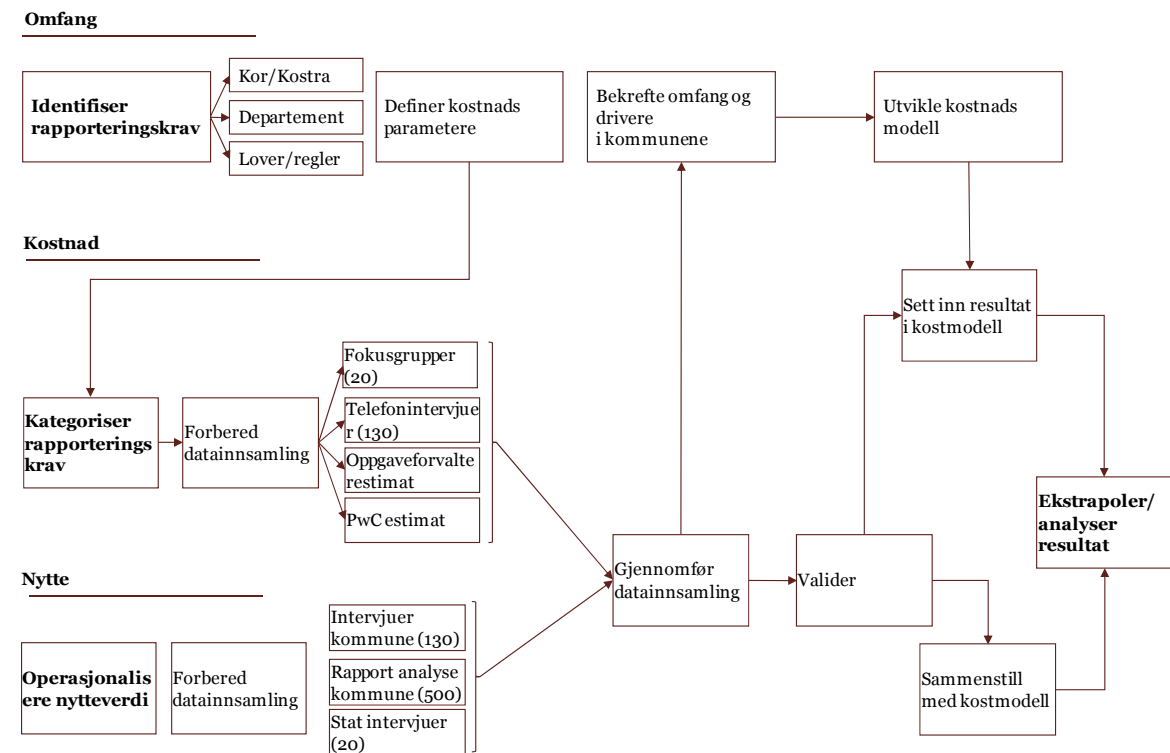 Omfang
Identifiser
rapporteringskrav
Kor/Kostra
Departement
Lover/regler
Definer kostnads
parametere
Bekrefte omfang og
drivere
i kommunene
Utvikle kostnads
modell
Kostnad
Sett inn resultat
i kostmodell
Kategoriser
rapporterings
krav
Forbered
datainnsamling
Fokusgrupper
(20)
Telefonintervjue
r (130)
Oppgaveforvalte
restimat
PwC estimat
Gjennomfør
datainnsamling
Valider
Ekstrapoler/
analyser
resultat
Nytte
Operasjonalis
ere nytteverdi
Forbered
datainnsamling
Intervjuer
kommune (130)
Rapport analyse
kommune (500)
Stat intervjuer
(20)
Sammenstill
med kostmodell